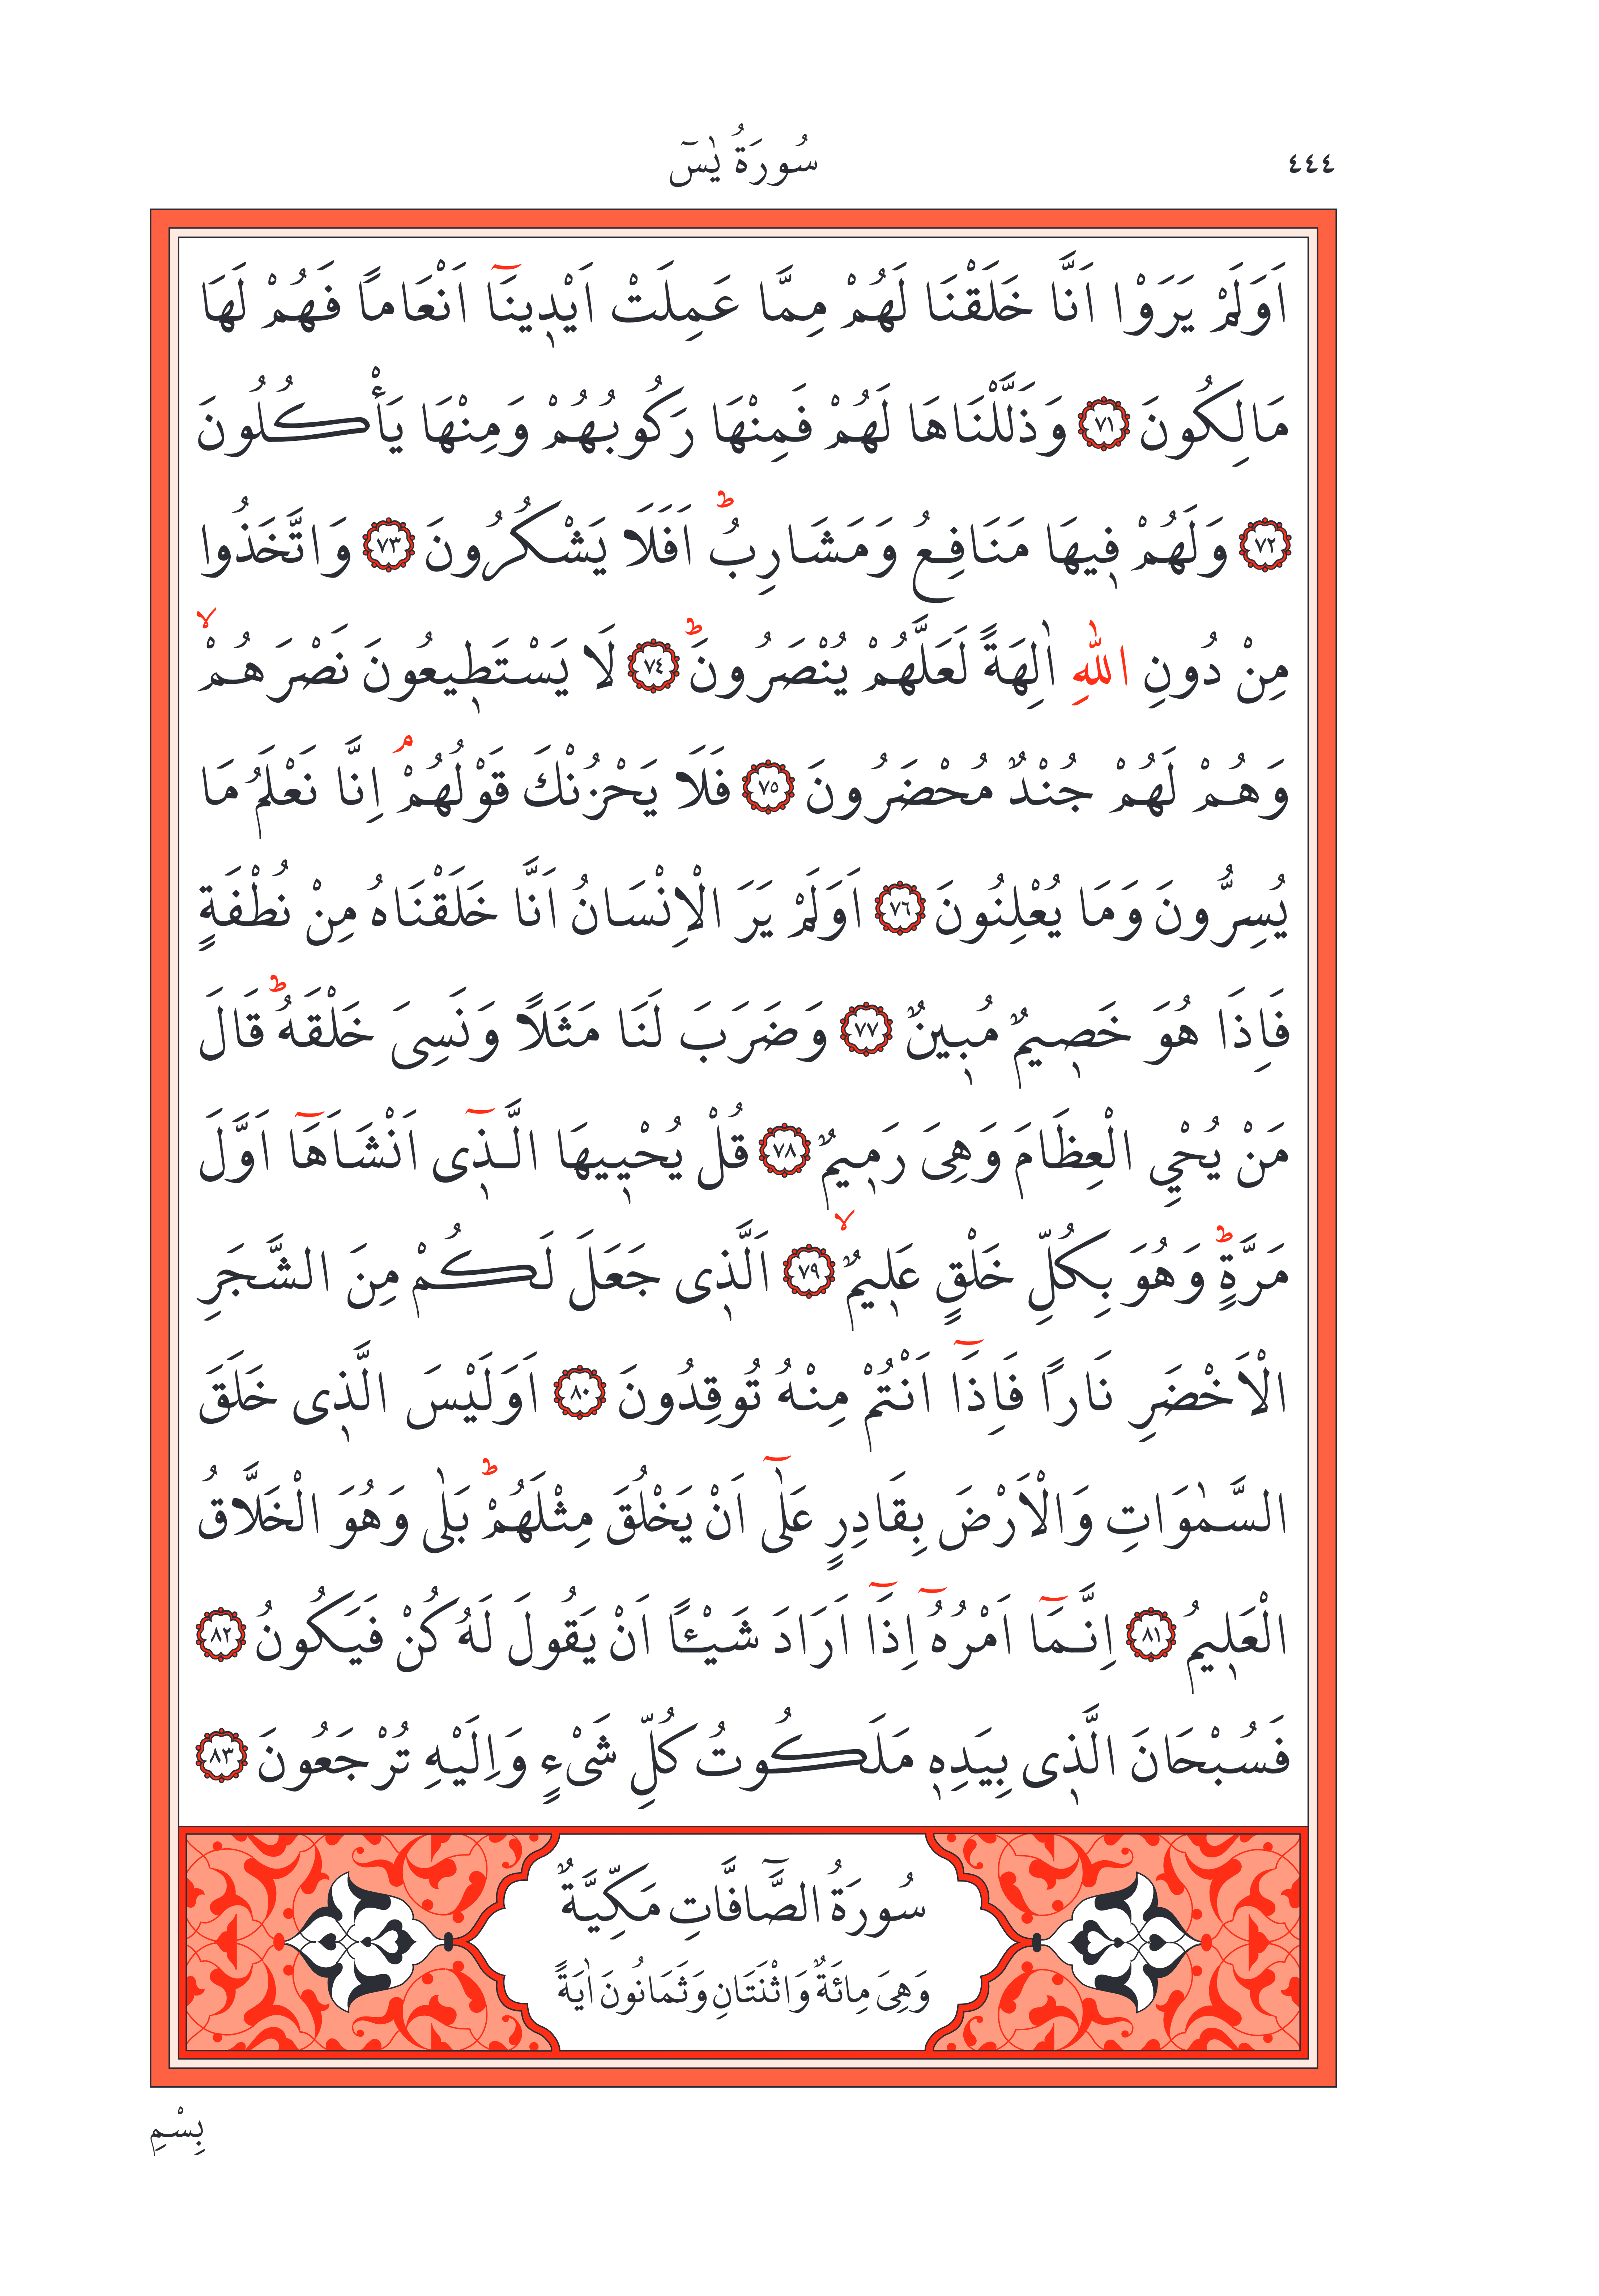 ٤٤٤
سُورَةُ يٰسٓ
اَوَلَمْ يَرَوْا اَنَّا خَلَقْنَا لَهُمْ مِمَّا عَمِلَتْ اَيْدٖينَٓا اَنْعَاماً فَهُمْ لَهَا
مَالِكُونَ ﴿٧١﴾ وَذَلَّلْنَاهَا لَهُمْ فَمِنْهَا رَكُوبُهُمْ وَمِنْهَا يَأْكُلُونَ
﴿٧٢﴾ وَلَهُمْ فٖيهَا مَنَافِعُ وَمَشَارِبُؕ اَفَلَا يَشْكُرُونَ ﴿٧٣﴾ وَاتَّخَذُوا
مِنْ دُونِ اللّٰهِ اٰلِهَةً لَعَلَّهُمْ يُنْصَرُونَؕ ﴿٧٤﴾ لَا يَسْتَطٖيعُونَ نَصْرَهُمْۙ
وَهُمْ لَهُمْ جُنْدٌ مُحْضَرُونَ ﴿٧٥﴾ فَلَا يَحْزُنْكَ قَوْلُهُمْۢ اِنَّا نَعْلَمُ مَا
يُسِرُّونَ وَمَا يُعْلِنُونَ ﴿٧٦﴾ اَوَلَمْ يَرَ الْاِنْسَانُ اَنَّا خَلَقْنَاهُ مِنْ نُطْفَةٍ
فَاِذَا هُوَ خَصٖيمٌ مُبٖينٌ ﴿٧٧﴾ وَضَرَبَ لَنَا مَثَلاً وَنَسِىَ خَلْقَهُؕ قَالَ
مَنْ يُحْيِ الْعِظَامَ وَهِىَ رَمٖيمٌ ﴿٧٨﴾ قُلْ يُحْيٖيهَا الَّذٖٓى اَنْشَاَهَٓا اَوَّلَ
مَرَّةٍؕ وَهُوَ بِكُلِّ خَلْقٍ عَلٖيمٌۙ ﴿٧٩﴾ اَلَّذٖى جَعَلَ لَكُمْ مِنَ الشَّجَرِ
الْاَخْضَرِ نَاراً فَاِذَٓا اَنْتُمْ مِنْهُ تُوقِدُونَ ﴿٨٠﴾ اَوَلَيْسَ الَّذٖى خَلَقَ
السَّمٰوَاتِ وَالْاَرْضَ بِقَادِرٍ عَلٰٓى اَنْ يَخْلُقَ مِثْلَهُمْؕ بَلٰى وَهُوَ الْخَلَّاقُ
الْعَلٖيمُ ﴿٨١﴾ اِنَّمَٓا اَمْرُهُٓ اِذَٓا اَرَادَ شَيْـًٔا اَنْ يَقُولَ لَهُ كُنْ فَيَكُونُ ﴿٨٢﴾
فَسُبْحَانَ الَّذٖى بِيَدِهٖ مَلَكُوتُ كُلِّ شَىْءٍ وَاِلَيْهِ تُرْجَعُونَ ﴿٨٣﴾
سُورَةُ الصَّٓافَّاتِ مَكِّيَّةٌ
وَهِىَ مِائَةٌ وَاثْنَتَانِ وَثَمَانُونَ اٰيَةً
بِسْمِ